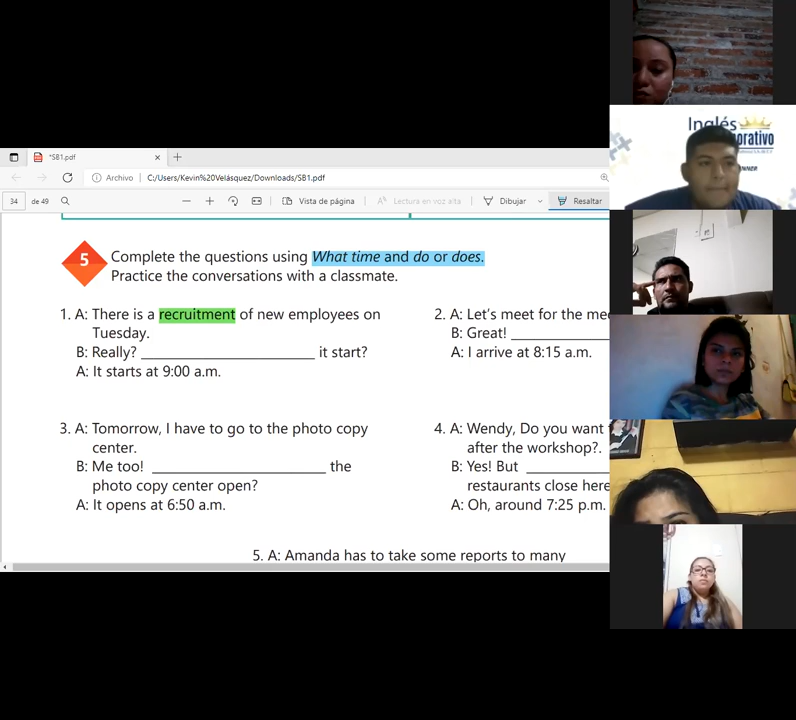 *SB1.pdf
Archivo C:/Users/Kevin%20Velásquez/Downloads/SB1.pdf
34 de 49 Vista de página Lectura en voz alta Dibujar Resaltar
5 Complete the questions using What time and do or does.
Practice the conversations with a classmate.
1. A: There is a recruitment of new employees on
Tuesday.
B: Really? ______________________ it start?
A: It starts at 9:00 a.m.
2. A: Let's meet for the
B: Great! ____________
A: I arrive at 8:15 a.m.
3. A: Tomorrow, I have to go to the photo copy
center.
B: Me too! ______________________ the
photo copy center open?
A: It opens at 6:50 a.m.
4. A: Wendy, Do you want
after the workshop?.
B: Yes! But __________
restaurants close here
A: Oh, around 7:25 p.m.
5. A: Amanda has to take some reports to many
Inglés